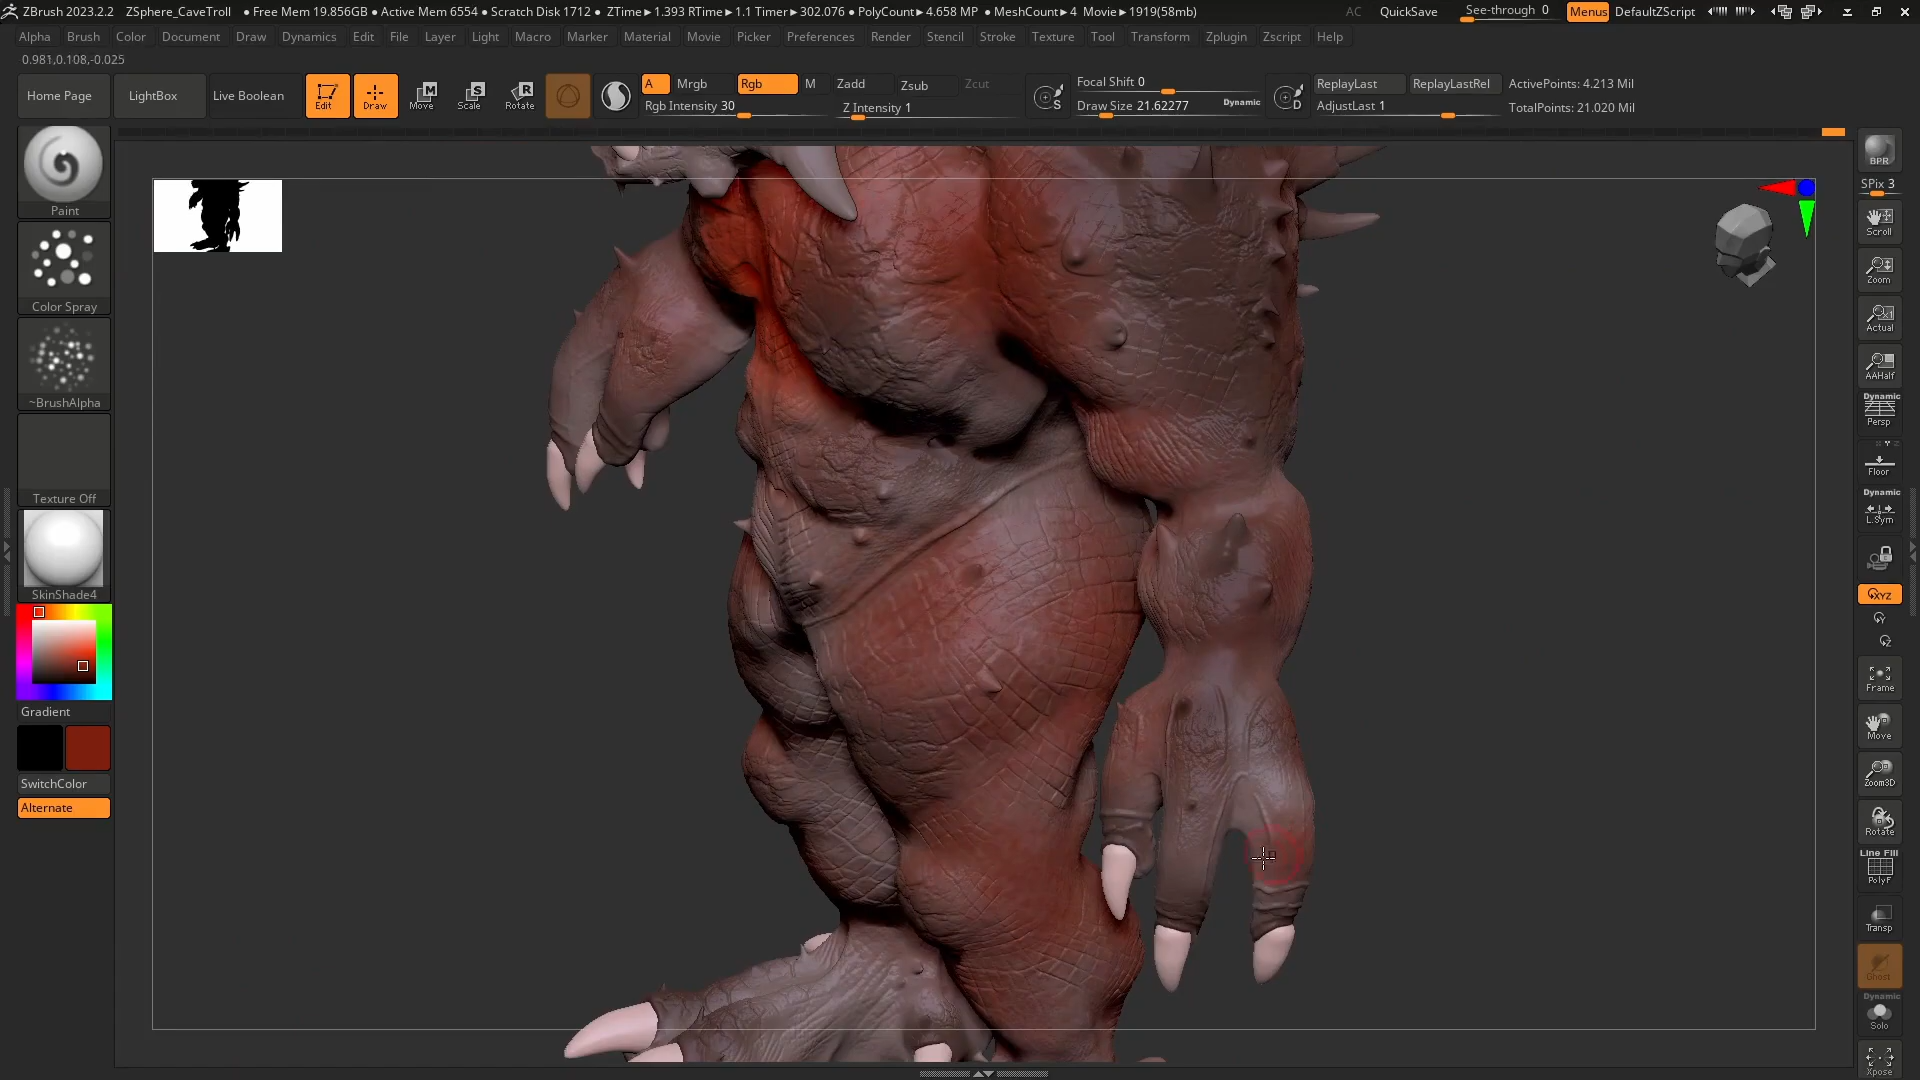 ZBrush 2023.2.2 ZSphere_CaveTroll ● Free Mem 19.856GB ● Active Mem 6554 ● Scratch Disk 1712 ● ZTime►1.393 RTime►1.1 Timer►302.076 ● PolyCount►4.658 MP ● MeshCount►4 Movie►1919(58mb) AC QuickSave See-through 0 Menus DefaultZScript
Alpha Brush Color Document Draw Dynamics Edit File Layer Light Macro Marker Material Movie Picker Preferences Render Stencil Stroke Texture Tool Transform Zplugin Zscript Help
0.981,0.108,-0.025
Home Page LightBox Live Boolean Edit Draw Move Scale Rotate
A Mrgb Rgb M Zadd Zsub Zcut
Rgb Intensity 30 Z Intensity 1
S
Focal Shift 0
Draw Size 21.62277 Dynamic
D
ReplayLast ReplayLastRel ActivePoints: 4.213 Mil
AdjustLast 1 TotalPoints: 21.020 Mil
Paint
Color Spray
~BrushAlpha
Texture Off
SkinShade4
Gradient
SwitchColor
Alternate
BPR
SPix 3
Scroll
Zoom
Actual
AAHalf
Dynamic
Persp
Floor
Dynamic
L.Sym
XYZ
Y
Z
Frame
Move
Zoom3D
Rotate
Line Fill
PolyF
Transp
Ghost
Dynamic
Solo
Xpose